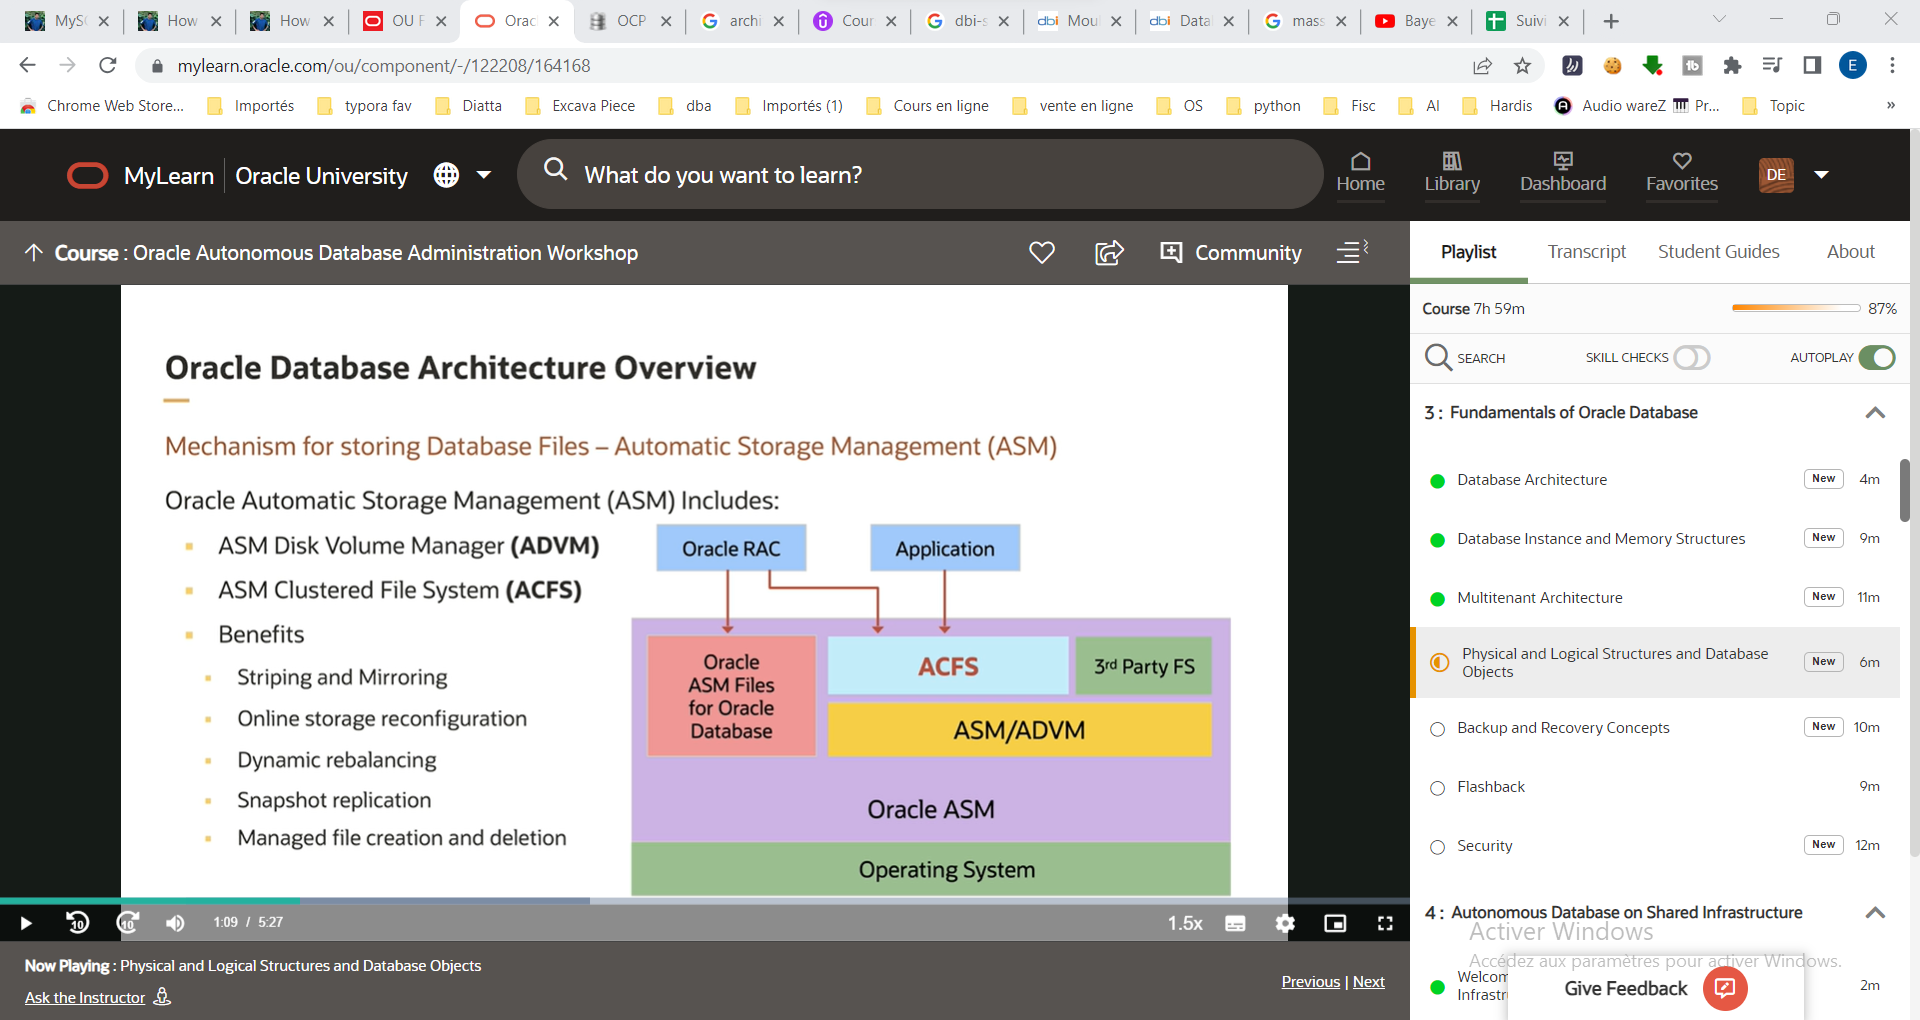 MyS
How
How
OU F
Orac
OCP
archi
Cour
dbi-s
dbi Moul
dbi Data
mass
Baye
Suivi
mylearn.oracle.com/ou/component/-/122208/164168
E
Chrome Web Store...
Importés
typora fav
Diatta
Excava Piece
dba
Importés (1)
Cours en ligne
vente en ligne
OS
python
Fisc
AI
Hardis
Audio wareZ
Pr...
Topic
»
MyLearn
Oracle University
What do you want to learn?
Home
Library
Dashboard
Favorites
DE
Course : Oracle Autonomous Database Administration Workshop
Community
Oracle Database Architecture Overview
Mechanism for storing Database Files – Automatic Storage Management (ASM)
Oracle Automatic Storage Management (ASM) Includes:
ASM Disk Volume Manager (ADVM)
ASM Clustered File System (ACFS)
Benefits
Striping and Mirroring
Online storage reconfiguration
Dynamic rebalancing
Snapshot replication
Managed file creation and deletion
Oracle RAC
Application
Oracle
ASM Files
for Oracle
Database
ACFS
3rd Party FS
ASM/ADVM
Oracle ASM
Operating System
10
10
1:09 / 5:27
1.5x
Now Playing : Physical and Logical Structures and Database Objects
Ask the Instructor
Previous | Next
Playlist
Transcript
Student Guides
About
Course 7h 59m
87%
SEARCH
SKILL CHECKS
AUTOPLAY
3 : Fundamentals of Oracle Database
Database Architecture New 4m
Database Instance and Memory Structures New 9m
Multitenant Architecture New 11m
Physical and Logical Structures and Database
Objects New 6m
Backup and Recovery Concepts New 10m
Flashback 9m
Security New 12m
4 : Autonomous Database on Shared Infrastructure
Activer Windows
Accédez aux paramètres pour activer Windows.
Welcom
Infrastr
2m
Give Feedback